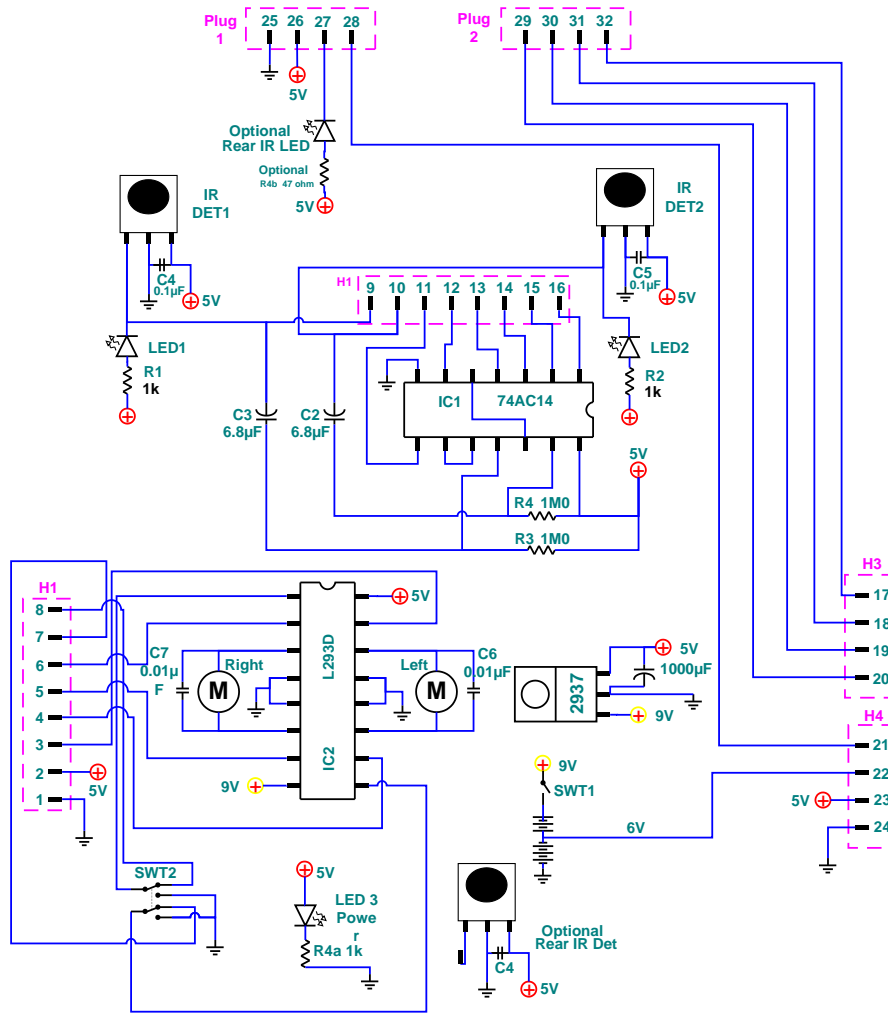 Plug
1
25 26 27 28
5V
Optional
Rear IR LED
Optional
R4b 47 ohm
5V
Plug
2
29 30 31 32
IR
DET1
C4
0.1µF
5V
LED1
R1
1k
IR
DET2
C5
0.1µF
5V
LED2
R2
1k
H1
9 10 11 12 13 14 15 16
IC1 74AC14
C3
6.8µF
C2
6.8µF
5V
R4 1M0
R3 1M0
H1
8
7
6
5
4
3
2
1
5V
C7
0.01µ
F
Right
M
L293D
IC2
5V
Left
M
C6
0.01µF
9V
2937
5V
1000µF
9V
H3
17
18
19
20
H4
21
22
23
24
5V
9V
SWT1
6V
SWT2
5V
LED 3
Powe
r
R4a 1k
Optional
Rear IR Det
C4
5V